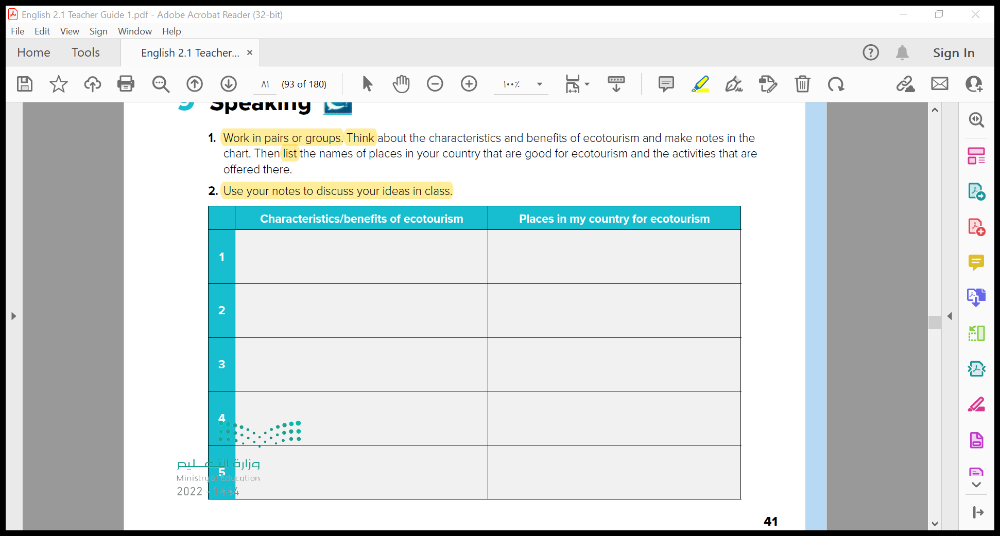 English 2.1 Teacher Guide 1.pdf - Adobe Acrobat Reader (32-bit)
File Edit View Sign Window Help
Home Tools English 2.1 Teacher... × Sign In
٨١ (93 of 180) ١٠٠٪
9 Speaking
1. Work in pairs or groups. Think about the characteristics and benefits of ecotourism and make notes in the
chart. Then list the names of places in your country that are good for ecotourism and the activities that are
offered there.
2. Use your notes to discuss your ideas in class.
Characteristics/benefits of ecotourism Places in my country for ecotourism
1
2
3
4
5
وزارة التعليم
Ministry of Education
2022 - 1444
41